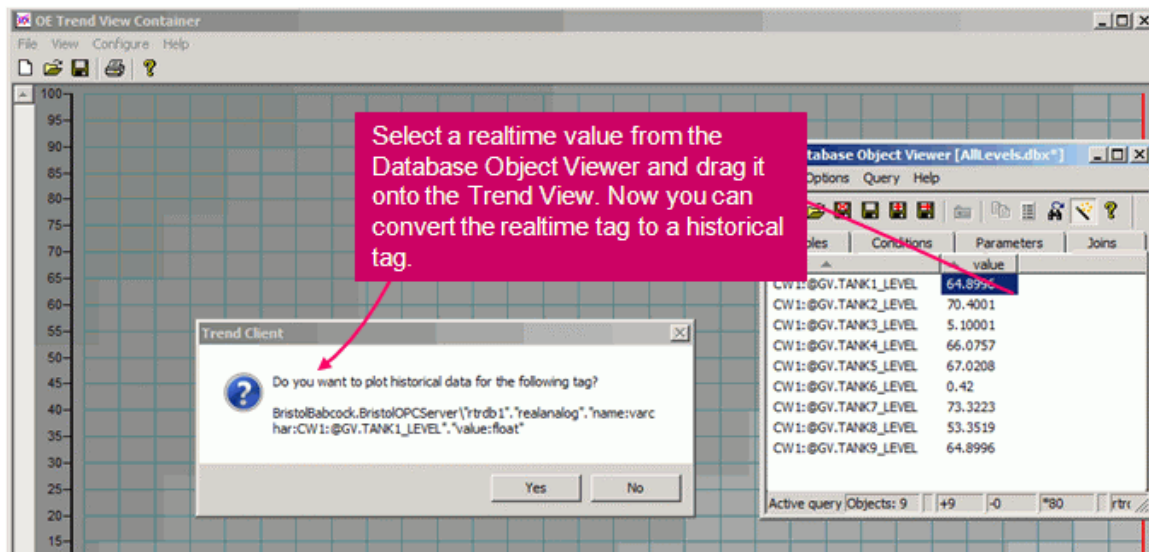 OE Trend View Container
File View Configure Help
100
95
90
85
80
75
70
65
60
55
50
45
40
35
30
25
20
15
Select a realtime value from the
Database Object Viewer and drag it
onto the Trend View. Now you can
convert the realtime tag to a historical
tag.
Object Viewer [AllLevels.dbx*]
Options Query Help
Conditions Parameters Joins
value
CW1:@GV.TANK1_LEVEL 64.8996
CW1:@GV.TANK2_LEVEL 70.4001
CW1:@GV.TANK3_LEVEL 5.10001
CW1:@GV.TANK4_LEVEL 66.0757
CW1:@GV.TANK5_LEVEL 67.0208
CW1:@GV.TANK6_LEVEL 0.42
CW1:@GV.TANK7_LEVEL 73.3223
CW1:@GV.TANK8_LEVEL 53.3519
CW1:@GV.TANK9_LEVEL 64.8996
Active query Objects: 9 +9 -0 *80
Trend Client
Do you want to plot historical data for the following tag?
BristolBabcock.BristolOPCServer\"rtrdb1"."realanalog"."name:varc
har:CW1:@GV.TANK1_LEVEL"."value:float"
Yes No